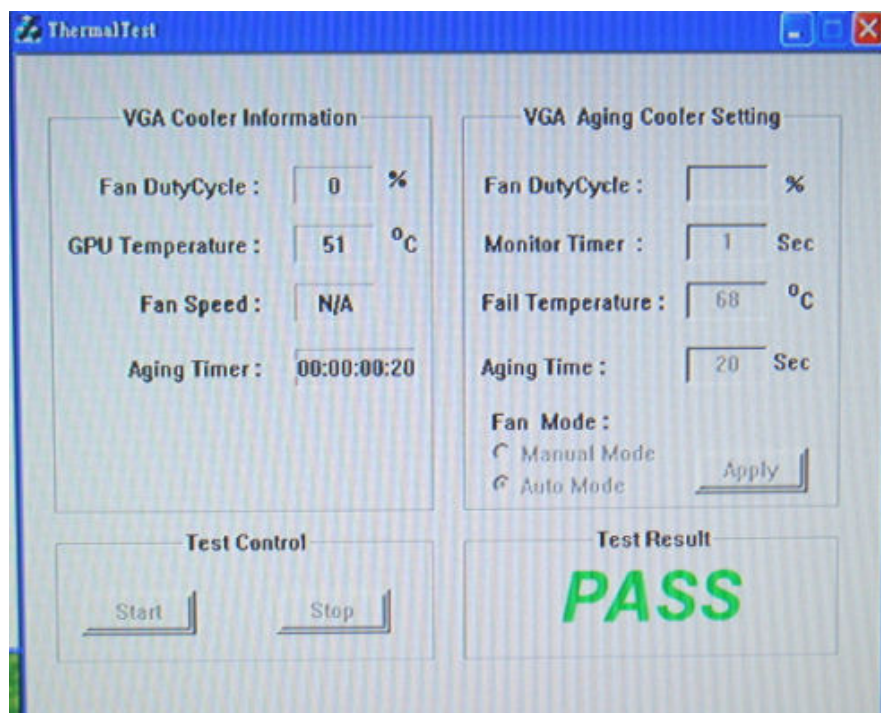 ThermalTest
VGA Cooler Information
Fan DutyCycle : 0 %
GPU Temperature : 51 °C
Fan Speed : N/A
Aging Timer : 00:00:00:20
VGA Aging Cooler Setting
Fan DutyCycle : %
Monitor Timer : 1 Sec
Fail Temperature : 68 °C
Aging Time : 20 Sec
Fan Mode :
Manual Mode
Auto Mode
Apply
Test Control
Start Stop
Test Result
PASS